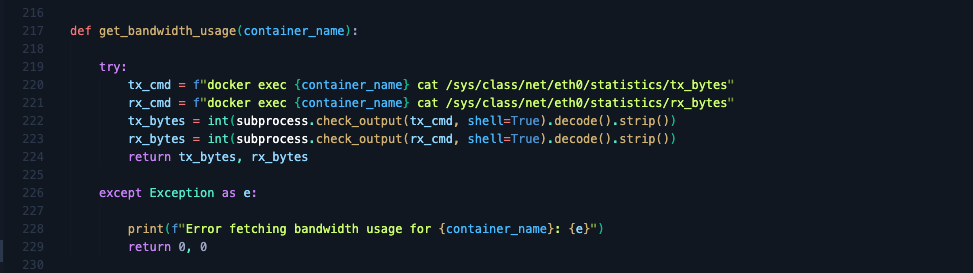 216
217 def get_bandwidth_usage(container_name):
218
219 try:
220 tx_cmd = f"docker exec {container_name} cat /sys/class/net/eth0/statistics/tx_bytes"
221 rx_cmd = f"docker exec {container_name} cat /sys/class/net/eth0/statistics/rx_bytes"
222 tx_bytes = int(subprocess.check_output(tx_cmd, shell=True).decode().strip())
223 rx_bytes = int(subprocess.check_output(rx_cmd, shell=True).decode().strip())
224 return tx_bytes, rx_bytes
225
226 except Exception as e:
227
228 print(f"Error fetching bandwidth usage for {container_name}: {e}")
229 return 0, 0
230